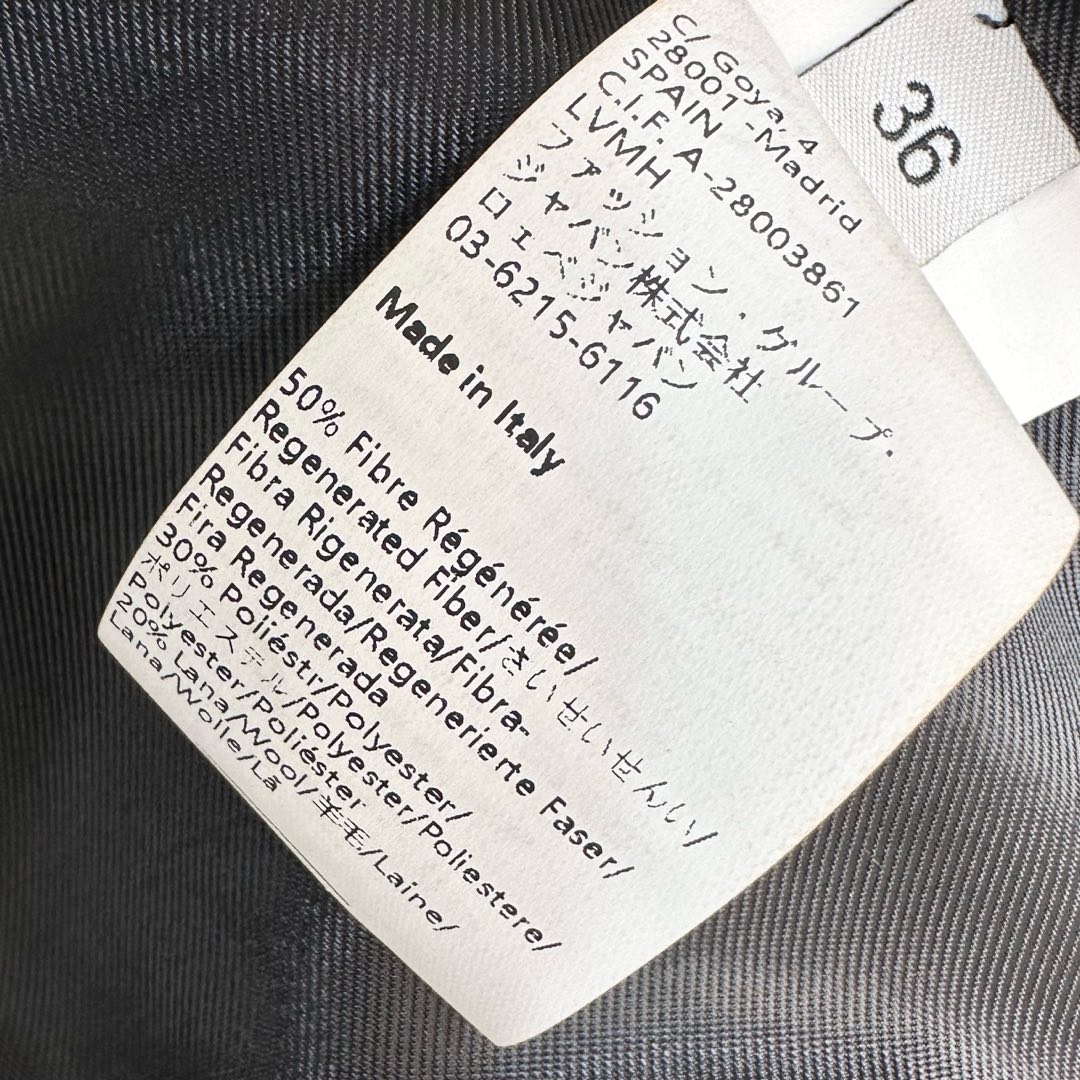 36
C/ Goya, 4
28001 -Madrid
SPAIN
C.I.F. A-28003861
LVMH
ファッション・グループ・
ジャパン株式会社
ロエベジャパン
03-6215-6116
Made in Italy
50% Fibre Régénérée/
Regenerated Fiber/さいせいせんい/
Fibra Rigenerata/Fibra-
Regenerada/Regenerierte Faser/
Fira Regenerada
30% Poliéstr/Polyester/
ポリエステル/Polyester/Poliestere/
Polyester/Poliéster
20% Lana/Wool/羊毛/Laine/
Lana/Wolle/Lã